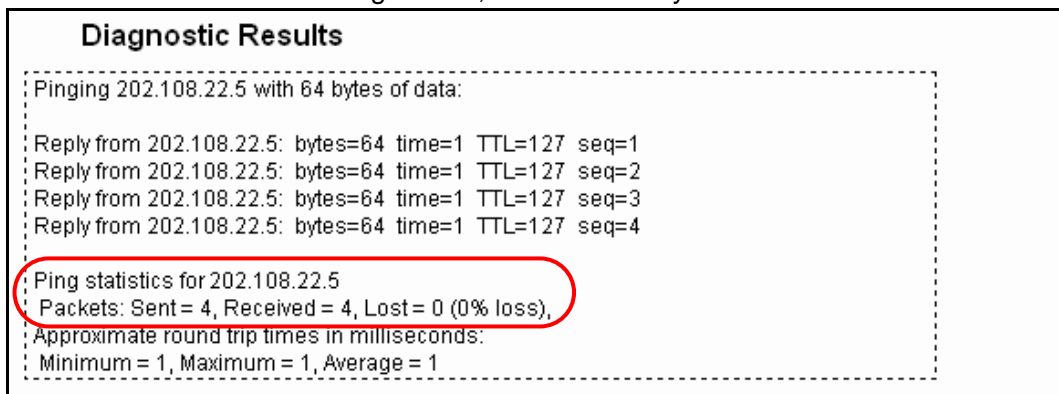 Diagnostic Results
Pinging 202.108.22.5 with 64 bytes of data:
Reply from 202.108.22.5: bytes=64 time=1 TTL=127 seq=1
Reply from 202.108.22.5: bytes=64 time=1 TTL=127 seq=2
Reply from 202.108.22.5: bytes=64 time=1 TTL=127 seq=3
Reply from 202.108.22.5: bytes=64 time=1 TTL=127 seq=4
Ping statistics for 202.108.22.5
Packets: Sent = 4, Received = 4, Lost = 0 (0% loss),
Approximate round trip times in milliseconds:
Minimum = 1, Maximum = 1, Average = 1